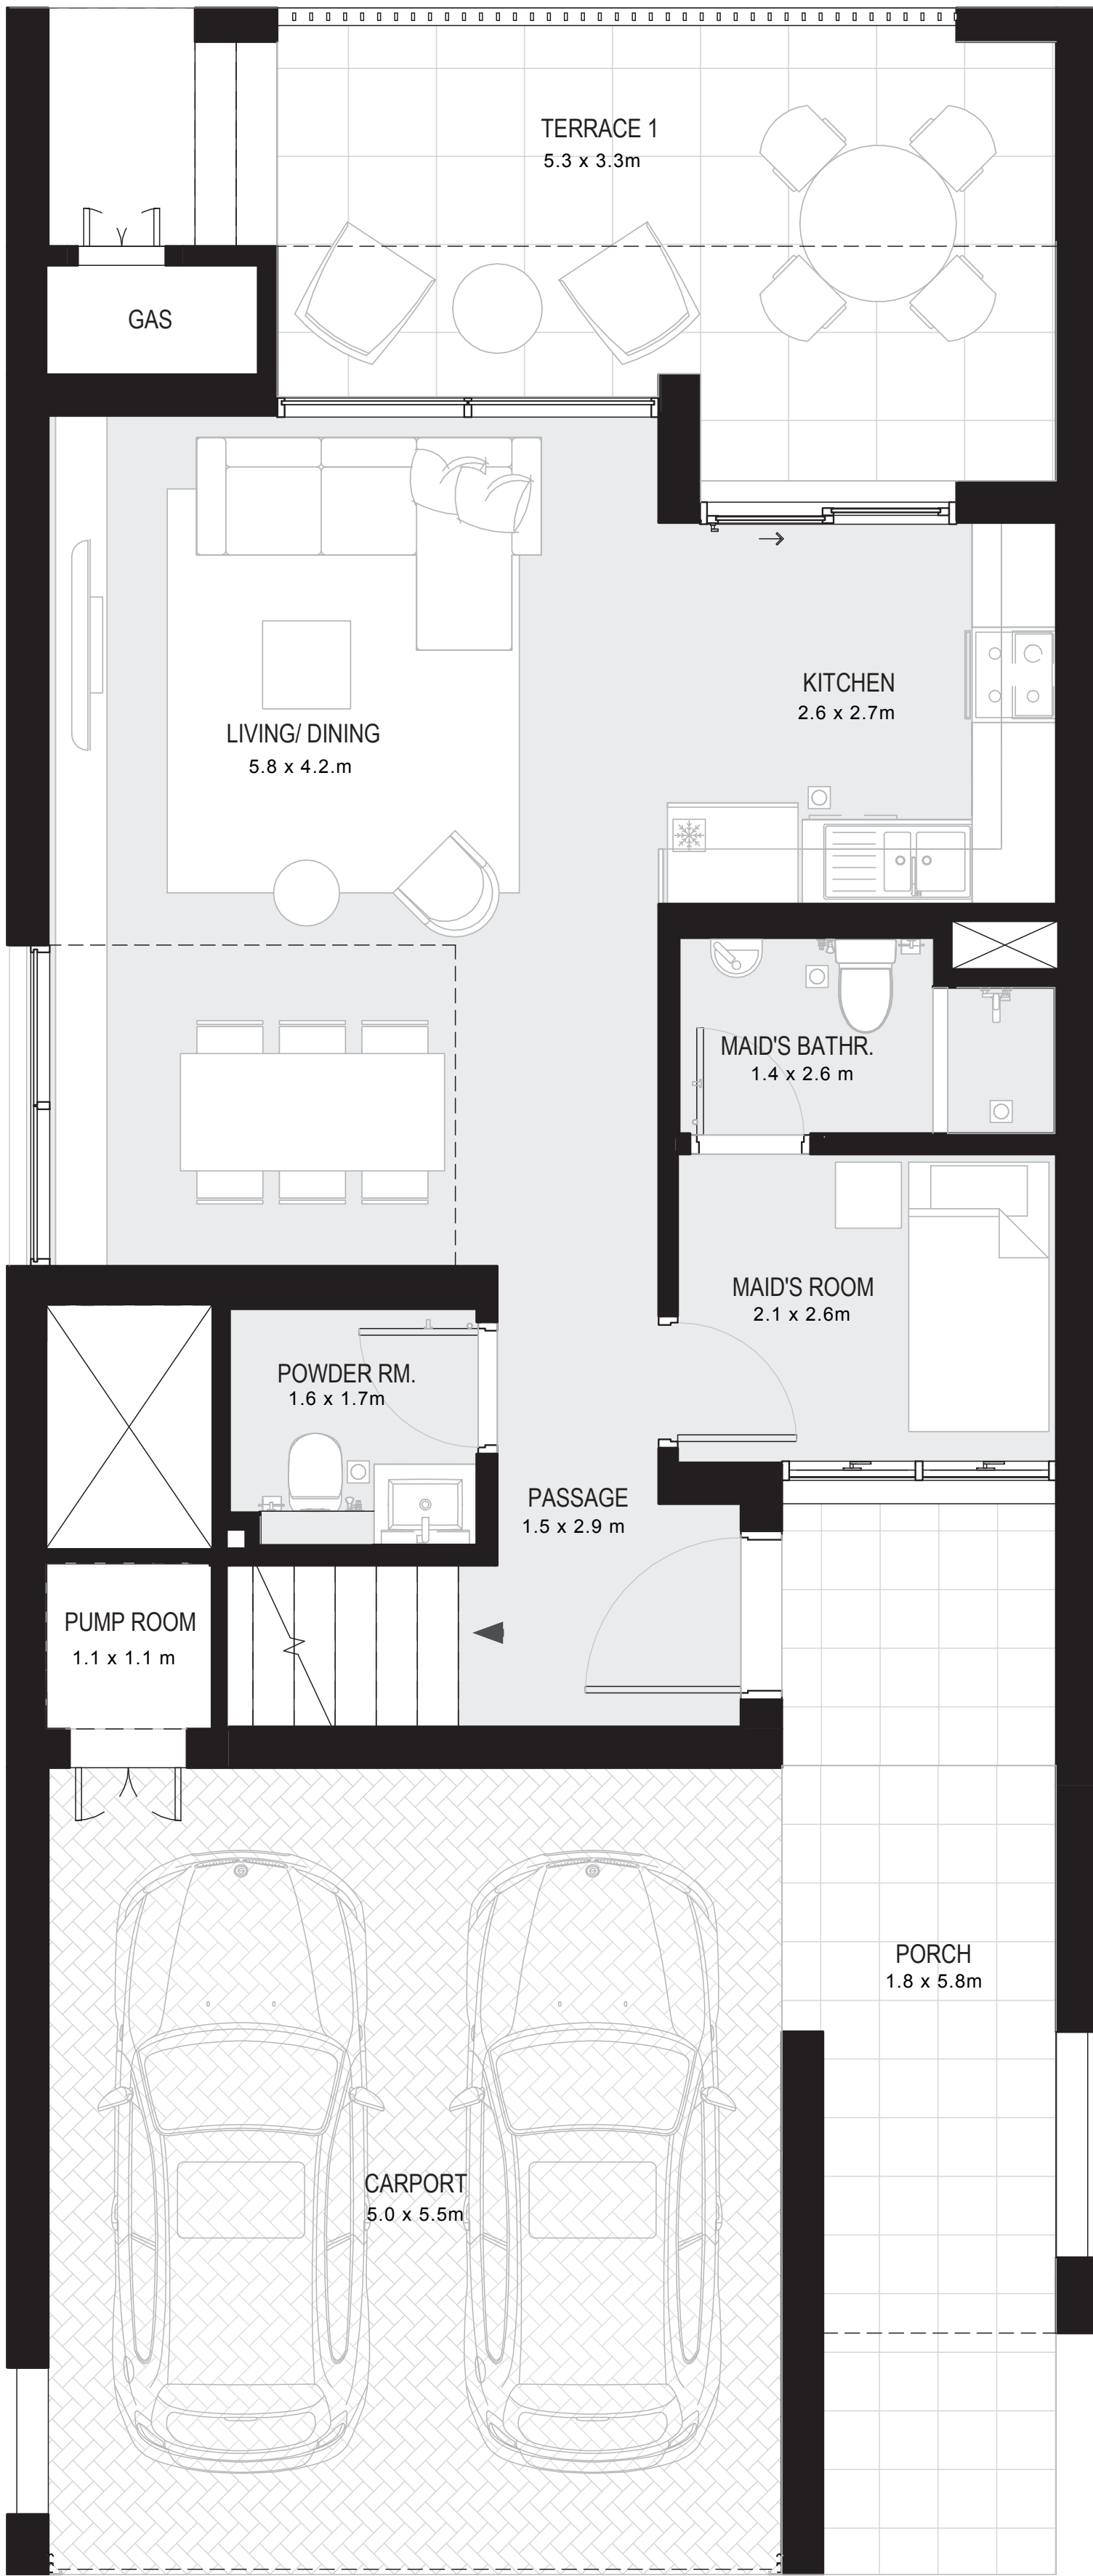 TERRACE 1
5.3 x 3.3m
GAS
KITCHEN
2.6 x 2.7m
LIVING/ DINING
5.8 x 4.2.m
MAID'S BATHR.
1.4 x 2.6 m
MAID'S ROOM
2.1 x 2.6m
POWDER RM.
1.6 x 1.7m
PASSAGE
1.5 x 2.9 m
PUMP ROOM
1.1 x 1.1 m
PORCH
1.8 x 5.8m
CARPORT
5.0 x 5.5m